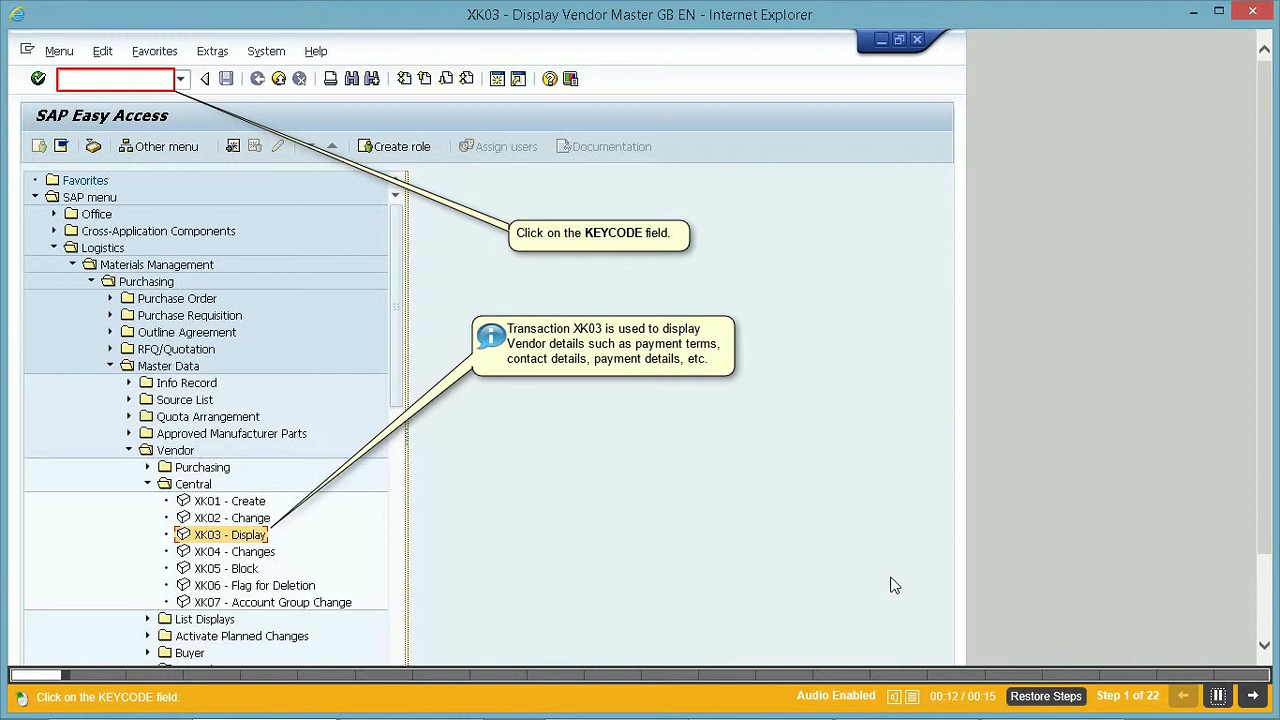 XK03 - Display Vendor Master GB EN - Internet Explorer
Menu Edit Favorites Extras System Help
SAP Easy Access
Other menu Create role Assign users Documentation
Favorites
SAP menu
Office
Cross-Application Components
Logistics
Click on the KEYCODE field.
Materials Management
Purchasing
Purchase Order
Purchase Requisition
Outline Agreement
RFQ/Quotation
Master Data
Transaction XK03 is used to display
Vendor details such as payment terms,
contact details, payment details, etc.
Info Record
Source List
Quota Arrangement
Approved Manufacturer Parts
Vendor
Purchasing
Central
XK01 - Create
XK02 - Change
XK03 - Display
XK04 - Changes
XK05 - Block
XK06 - Flag for Deletion
XK07 - Account Group Change
List Displays
Activate Planned Changes
Buyer
Click on the KEYCODE field. Audio Enabled 00:12 / 00:15 Restore Steps Step 1 of 22